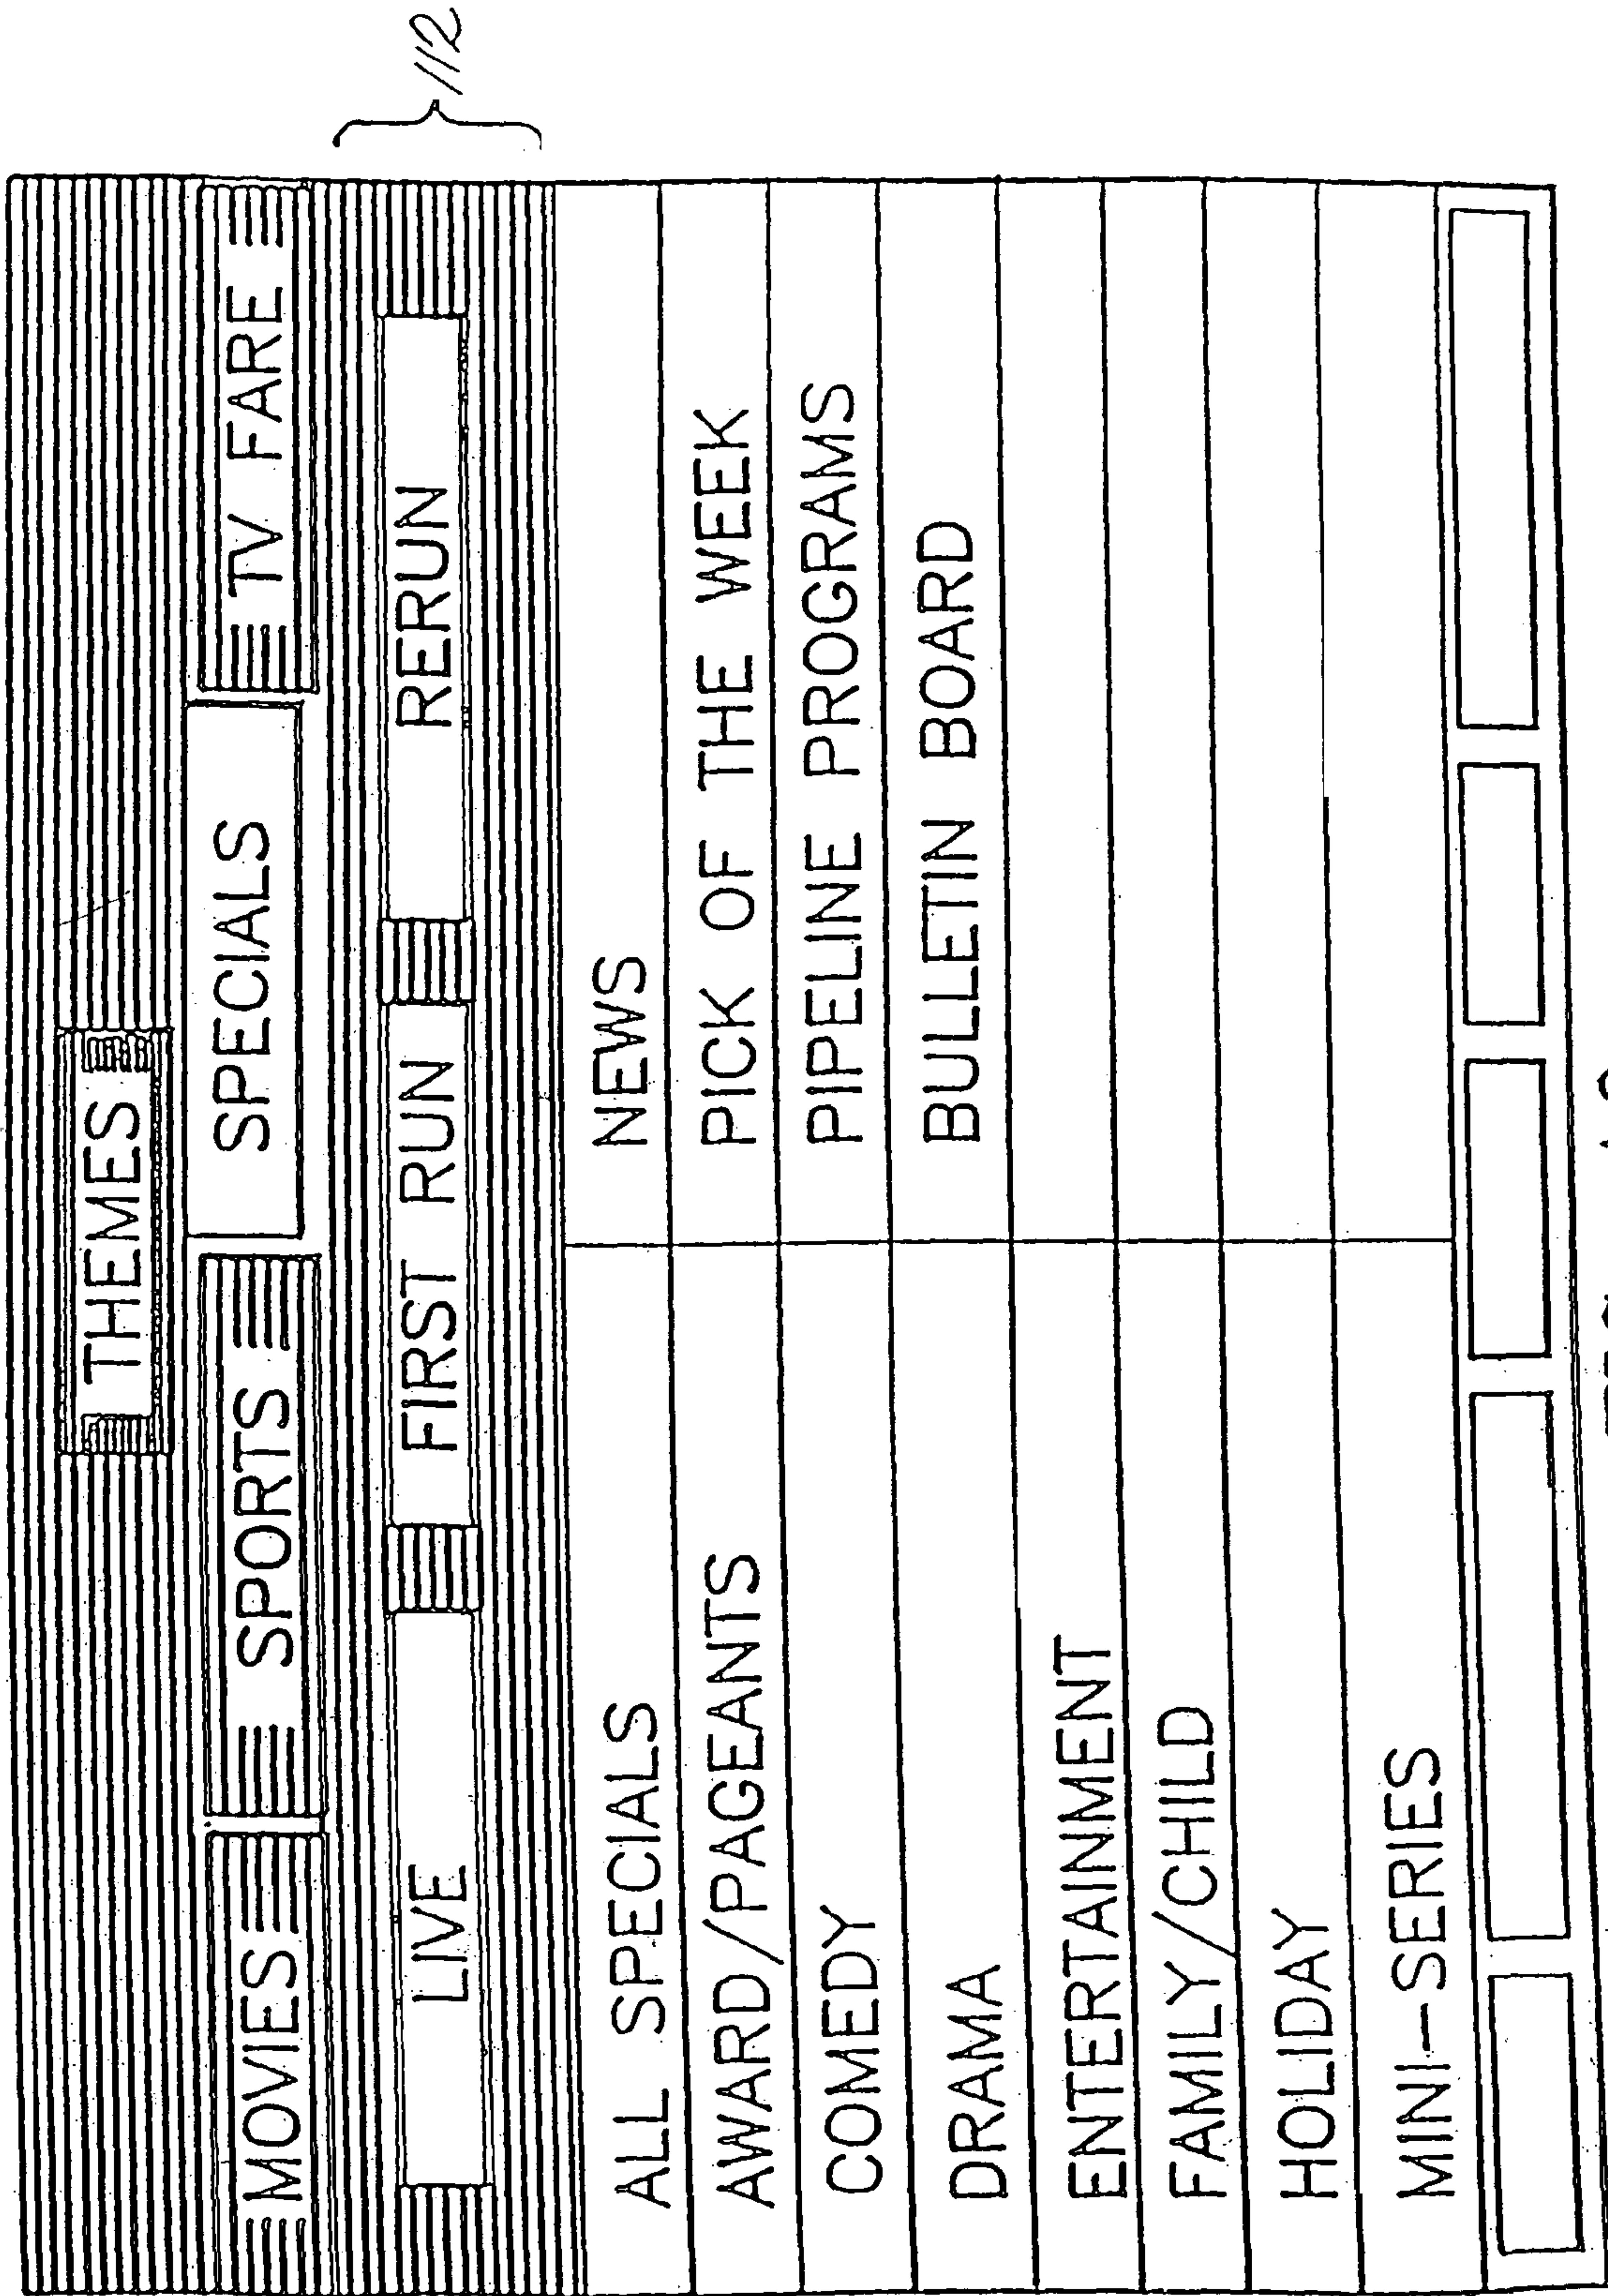 112
THEMES
MOVIES SPORTS SPECIALS TV FARE
LIVE FIRST RUN RERUN
ALL SPECIALS NEWS
AWARD/PAGEANTS PICK OF THE WEEK
COMEDY PIPELINE PROGRAMS
DRAMA BULLETIN BOARD
ENTERTAINMENT
FAMILY/CHILD
HOLIDAY
MINI-SERIES